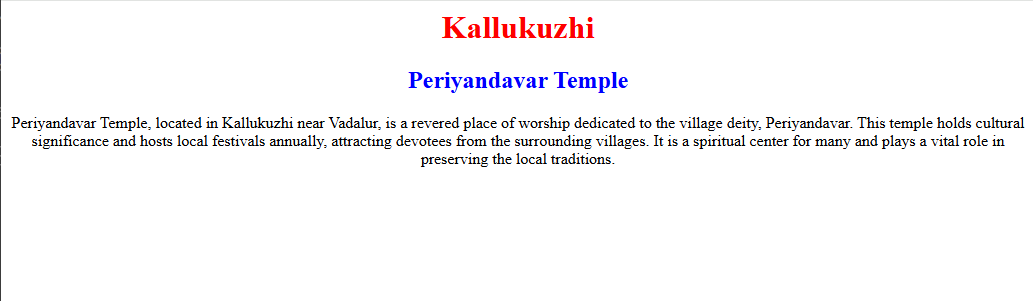 Kallukuzhi
Periyandavar Temple
Periyandavar Temple, located in Kallukuzhi near Vadalur, is a revered place of worship dedicated to the village deity, Periyandavar. This temple holds cultural
significance and hosts local festivals annually, attracting devotees from the surrounding villages. It is a spiritual center for many and plays a vital role in
preserving the local traditions.